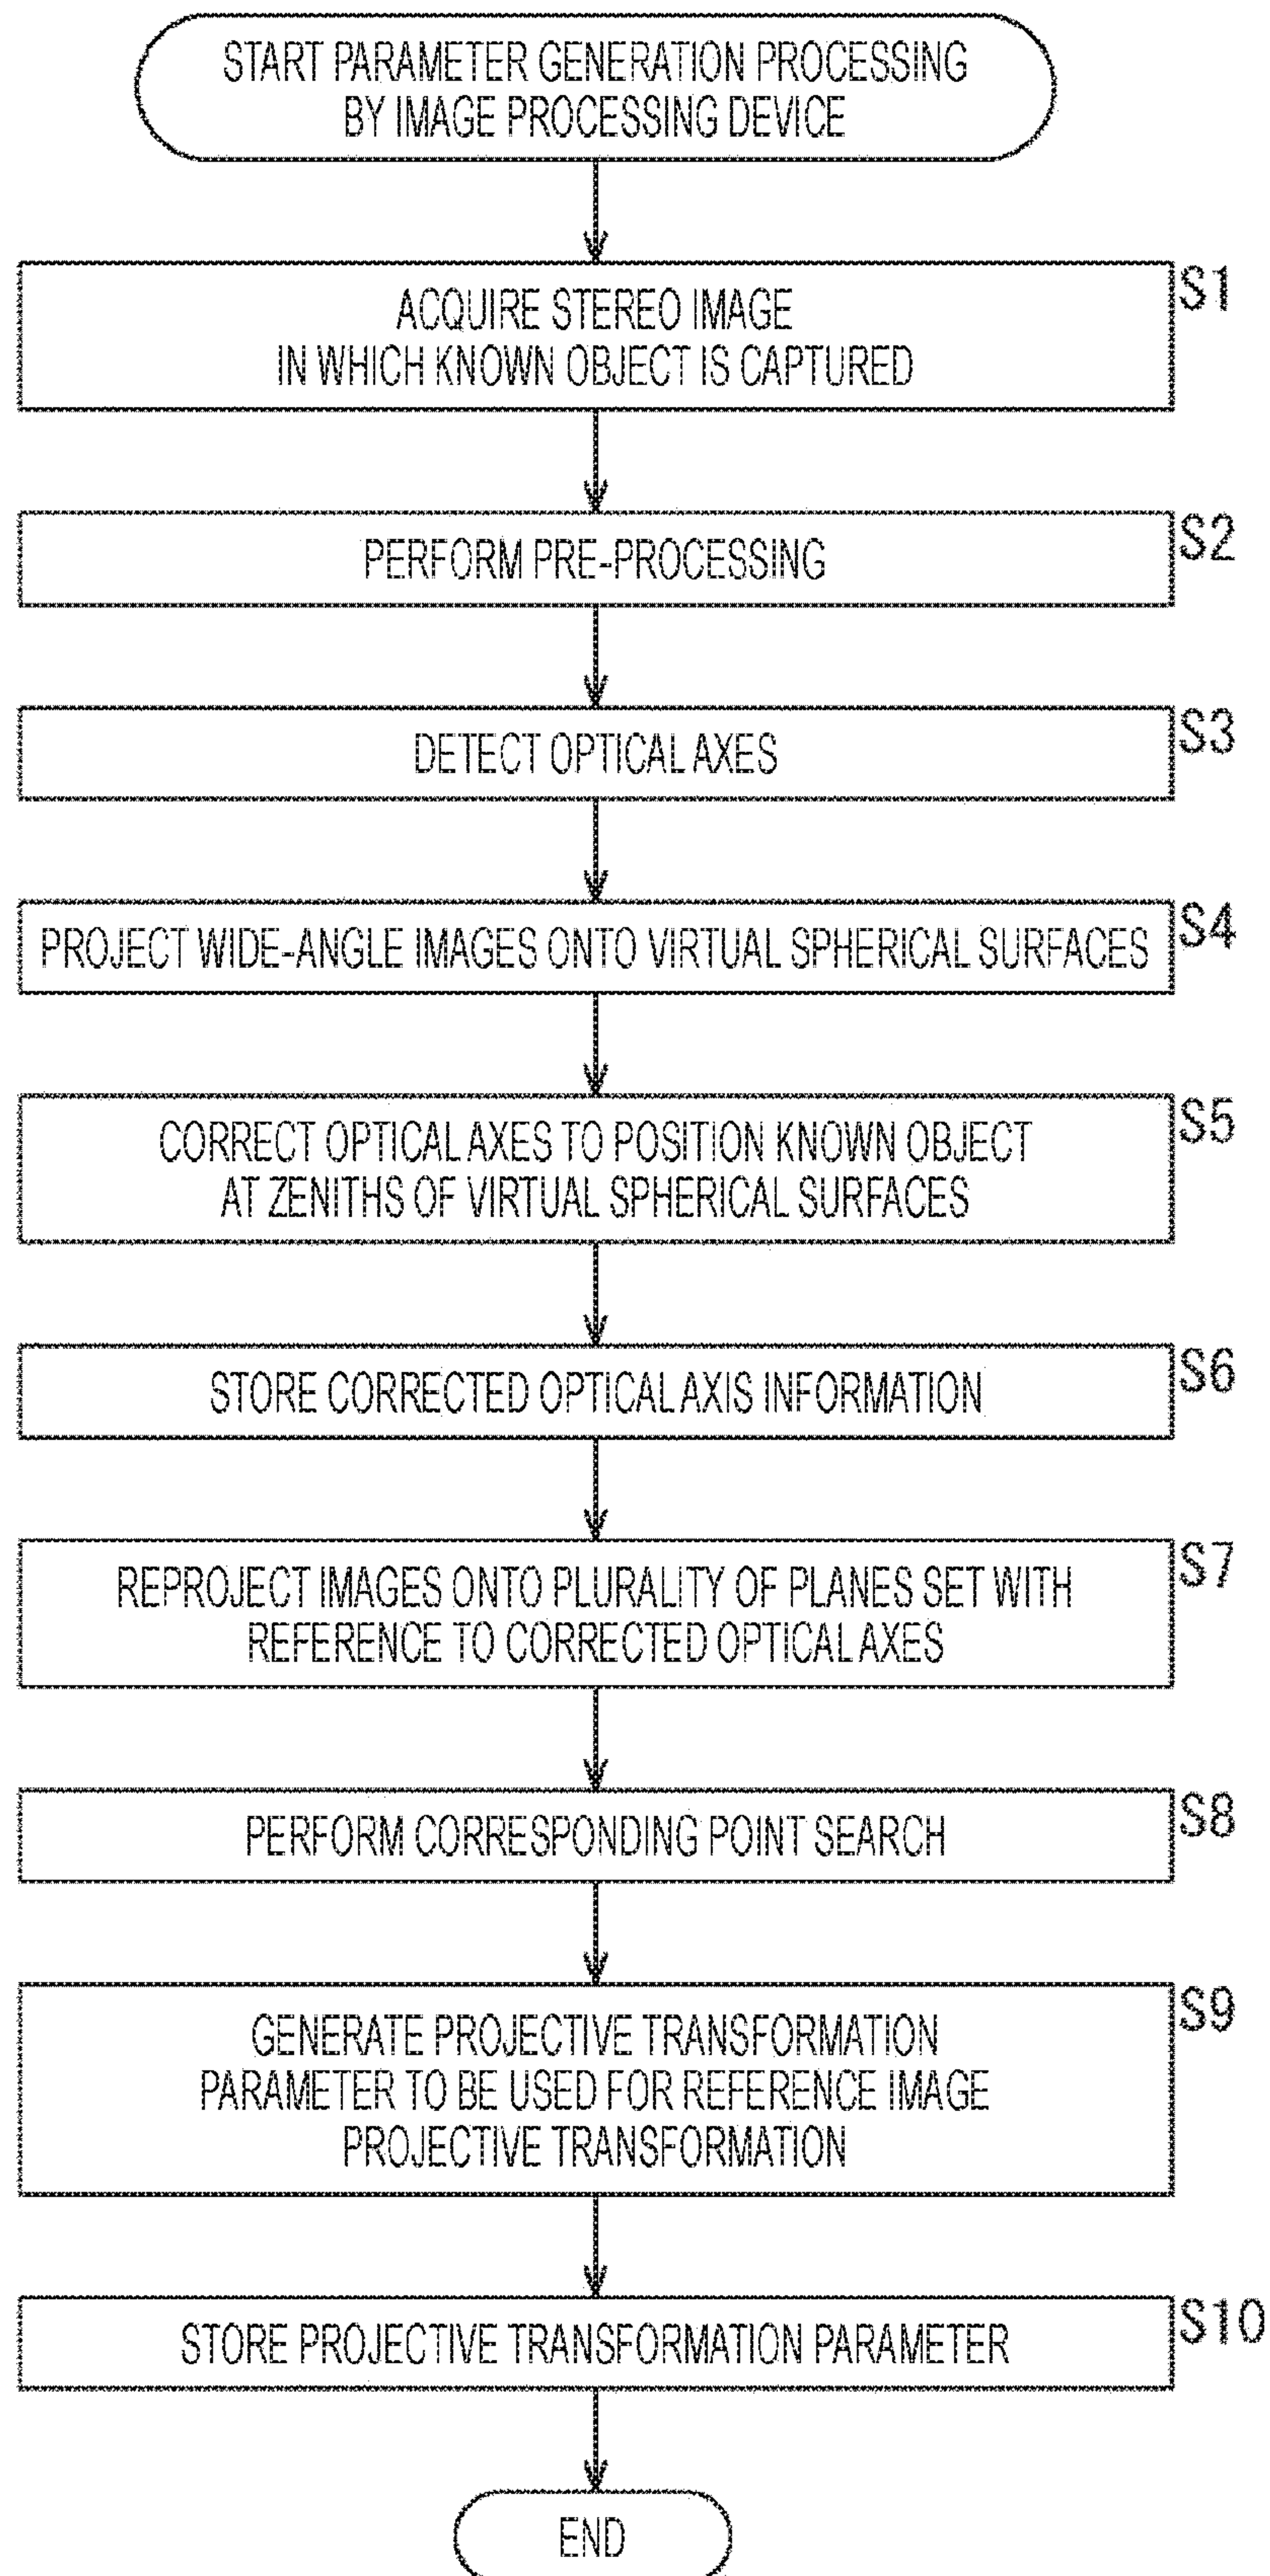 START PARAMETER GENERATION PROCESSING
BY IMAGE PROCESSING DEVICE
S1
ACQUIRE STEREO IMAGE
IN WHICH KNOWN OBJECT IS CAPTURED
S2
PERFORM PRE-PROCESSING
S3
DETECT OPTICAL AXES
S4
PROJECT WIDE-ANGLE IMAGES ONTO VIRTUAL SPHERICAL SURFACES
S5
CORRECT OPTICAL AXES TO POSITION KNOWN OBJECT
AT ZENITHS OF VIRTUAL SPHERICAL SURFACES
S6
STORE CORRECTED OPTICAL AXIS INFORMATION
S7
REPROJECT IMAGES ONTO PLURALITY OF PLANES SET WITH
REFERENCE TO CORRECTED OPTICAL AXES
S8
PERFORM CORRESPONDING POINT SEARCH
S9
GENERATE PROJECTIVE TRANSFORMATION
PARAMETER TO BE USED FOR REFERENCE IMAGE
PROJECTIVE TRANSFORMATION
S10
STORE PROJECTIVE TRANSFORMATION PARAMETER
END